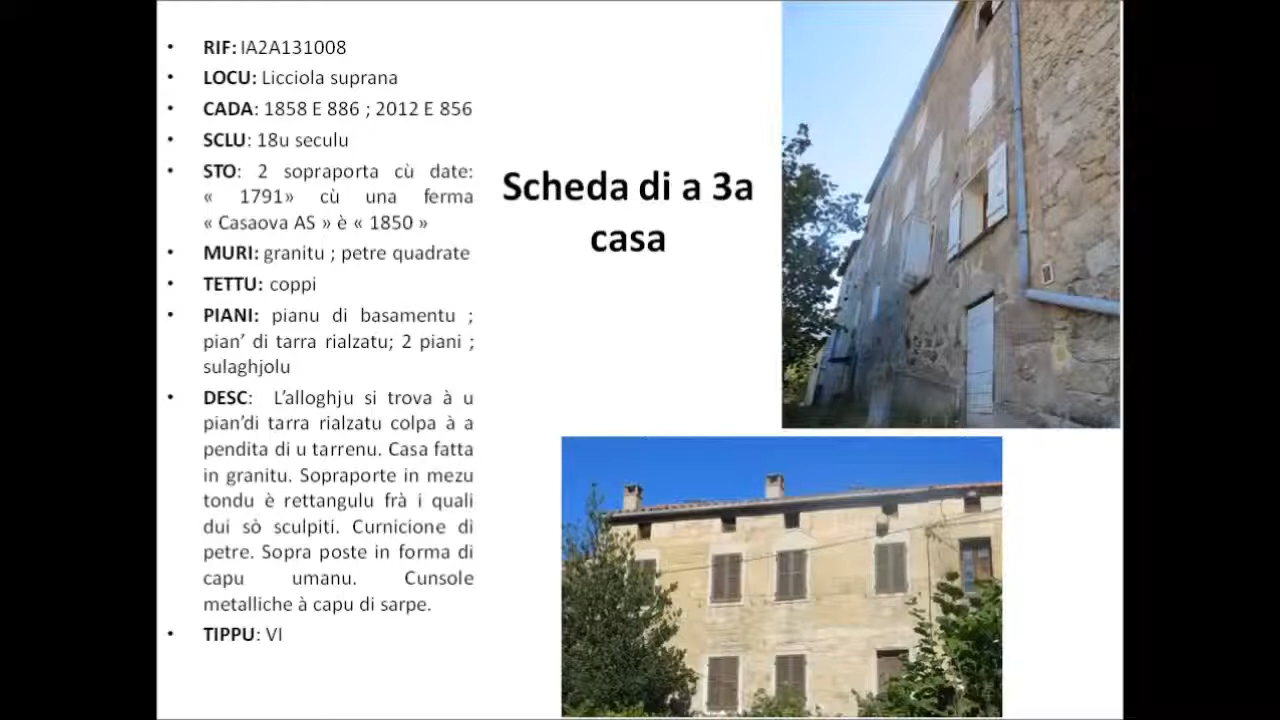 • RIF: IA2A131008
• LOCU: Licciola suprana
• CADA: 1858 E 886 ; 2012 E 856
• SCLU: 18u seculu
• STO: 2 sopraporta cù date:
« 1791» cù una ferma
« Casaova AS » è « 1850 »
• MURI: granitu ; petre quadrate
• TETTU: coppi
• PIANI: pianu di basamentu ;
pian’ di tarra rialzatu; 2 piani ;
sulaghjolu
• DESC: L’alloghju si trova à u
pian’di tarra rialzatu colpa à a
pendita di u tarrenu. Casa fatta
in granitu. Sopraporte in mezu
tondu è rettangulu frà i quali
dui sò sculpiti. Curnicione di
petre. Sopra poste in forma di
capu umanu. Cunsole
metalliche à capu di sarpe.
• TIPPU: VI
Scheda di a 3a
casa